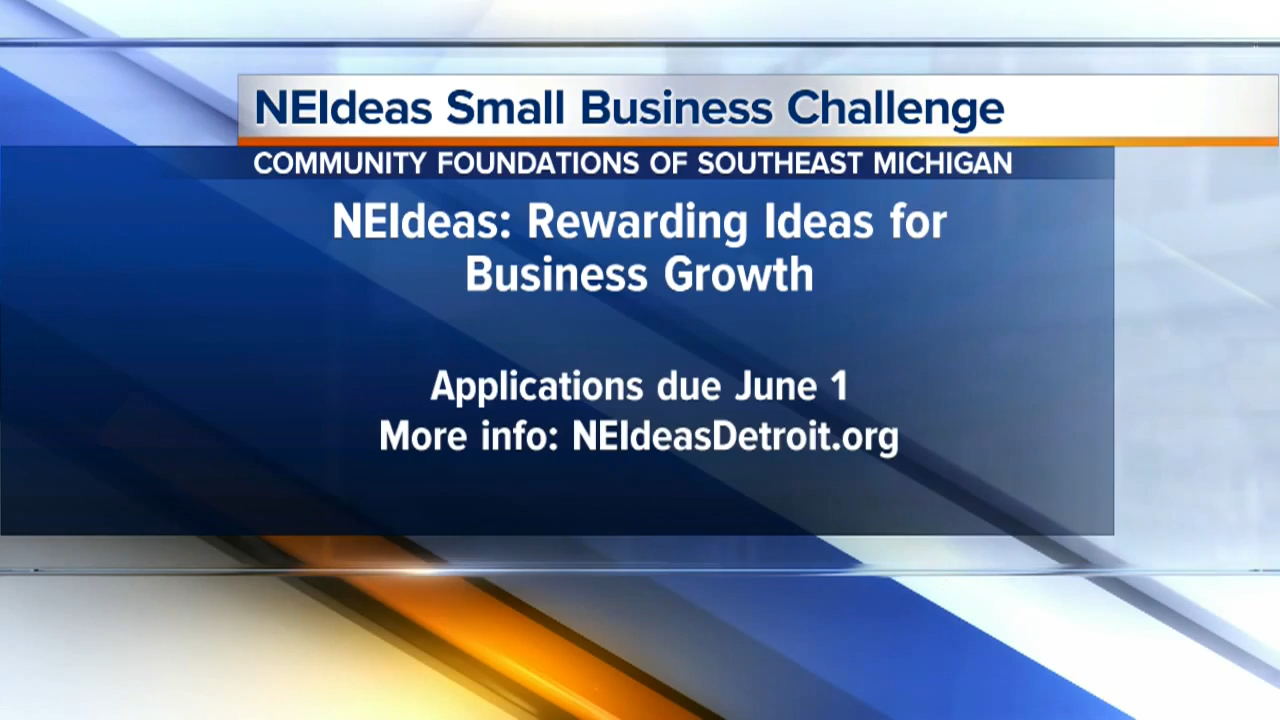 NEIdeas Small Business Challenge
COMMUNITY FOUNDATIONS OF SOUTHEAST MICHIGAN
NEIdeas: Rewarding Ideas for
Business Growth
Applications due June 1
More info: NEIdeasDetroit.org